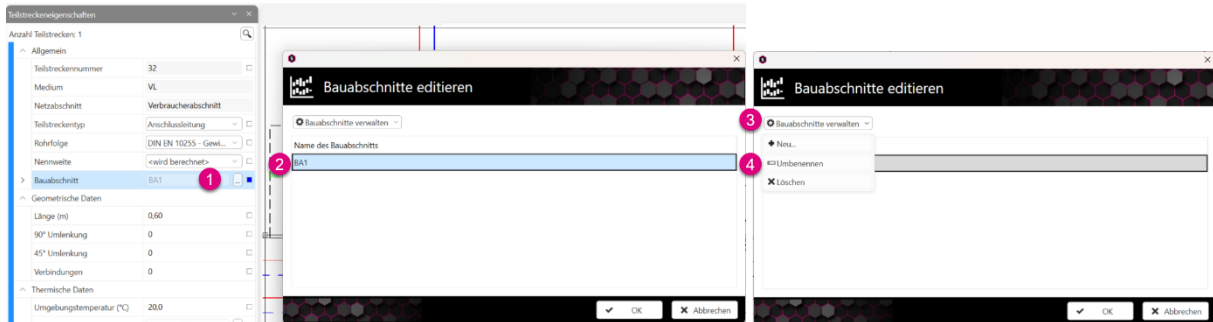 Teilstreckeneigenschaften
Anzahl Teilstrecken: 1
Allgemein
Teilstreckennummer 32
Medium VL
Netzabschnitt Verbraucherabschnitt
Teilstreckentyp Anschlussleitung
Rohrfolge DIN EN 10255 - Gewi...
Nennweite <wird berechnet>
Bauabschnitt BA1 1 ...
Geometrische Daten
Länge (m) 0,60
90° Umlenkung 0
45° Umlenkung 0
Verbindungen 0
Thermische Daten
Umgebungstemperatur (°C) 20,0
Bauabschnitte editieren
Bauabschnitte verwalten
Name des Bauabschnitts
2 BA1
OK Abbrechen
Bauabschnitte editieren
3 Bauabschnitte verwalten
Neu...
4 Umbenennen
Löschen
OK Abbrechen